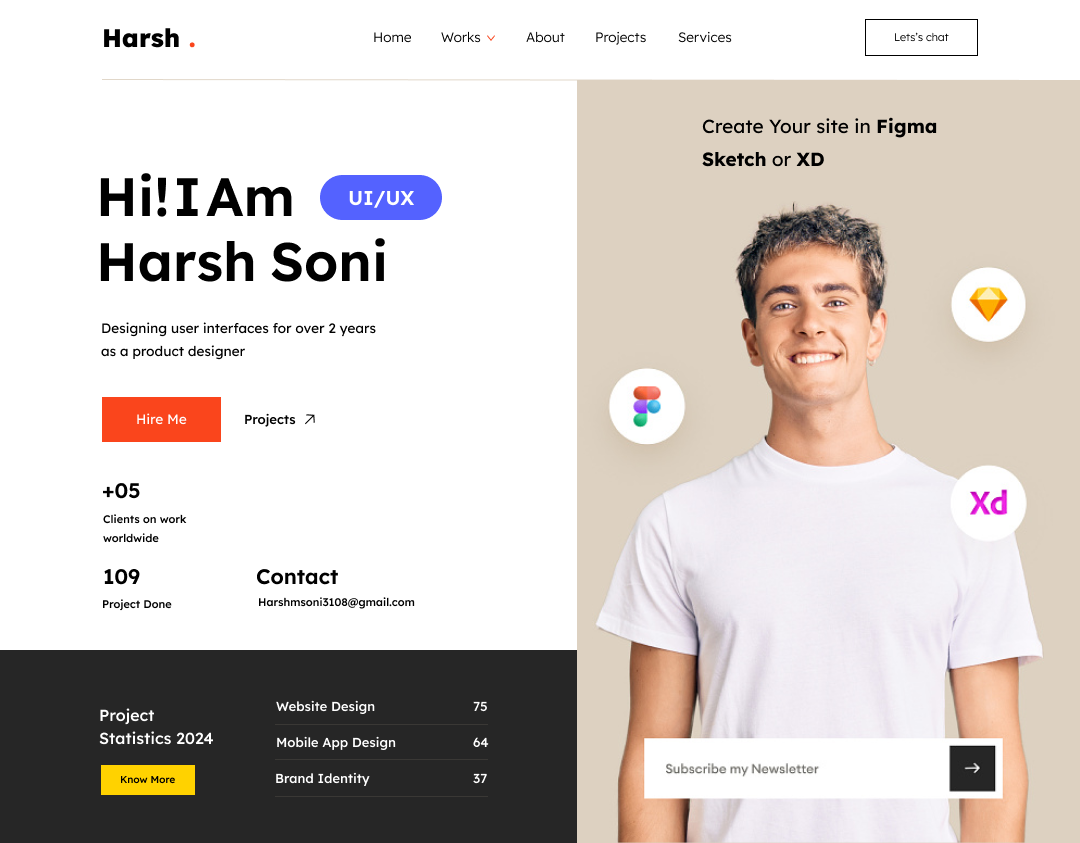 Harsh .
Home
Works
About
Projects
Services
Lets's chat
Hi! I Am
UI/UX
Harsh Soni
Designing user interfaces for over 2 years
as a product designer
Hire Me
Projects
+05
Clients on work
worldwide
109
Project Done
Contact
Harshmsoni3108@gmail.com
Project
Statistics 2024
Know More
Website Design 75
Mobile App Design 64
Brand Identity 37
Create Your site in Figma
Sketch or XD
Xd
Subscribe my Newsletter